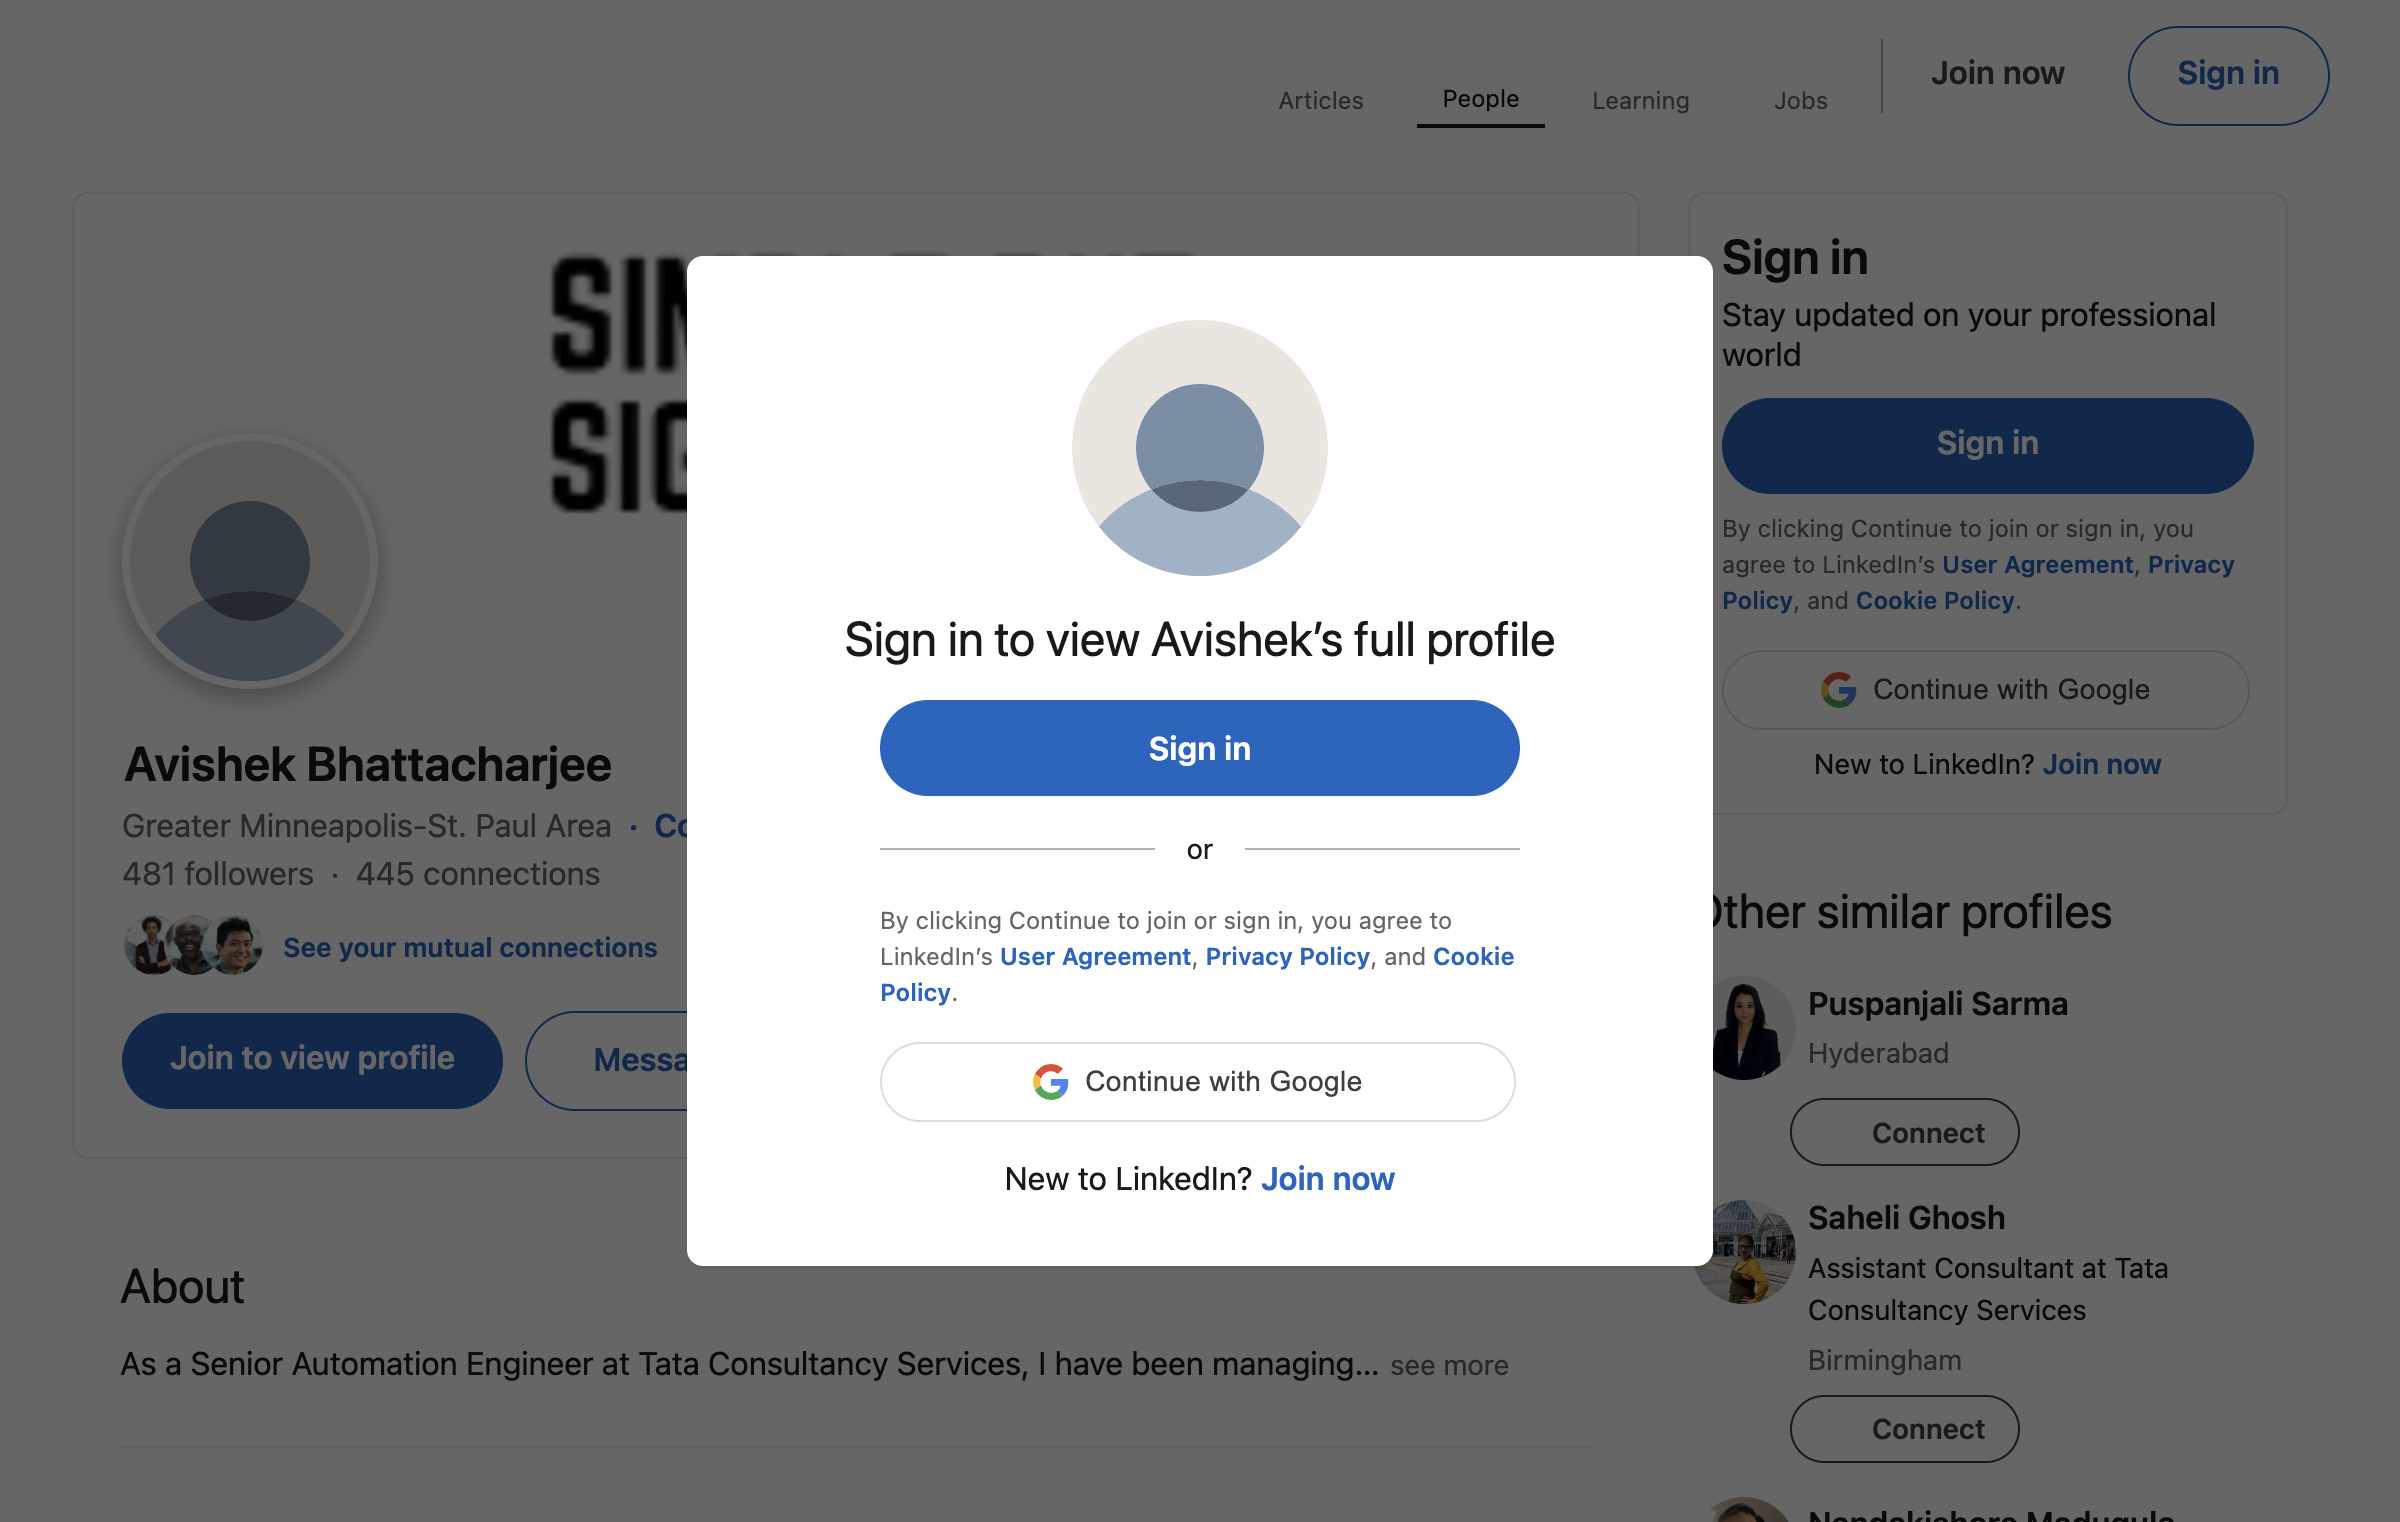 Articles
People
Learning
Jobs
Join now
Sign in
Avishek Bhattacharjee
Greater Minneapolis-St. Paul Area ·
481 followers · 445 connections
See your mutual connections
Join to view profile
About
As a Senior Automation Engineer at Tata Consultancy Services, I have been managing... see more
Sign in to view Avishek’s full profile
Sign in
or
By clicking Continue to join or sign in, you agree to
LinkedIn’s User Agreement, Privacy Policy, and Cookie
Policy.
Continue with Google
New to LinkedIn? Join now
Sign in
Stay updated on your professional
world
Sign in
By clicking Continue to join or sign in, you
agree to LinkedIn’s User Agreement, Privacy
Policy, and Cookie Policy.
Continue with Google
New to LinkedIn? Join now
Other similar profiles
Puspanjali Sarma
Hyderabad
Connect
Saheli Ghosh
Assistant Consultant at Tata
Consultancy Services
Birmingham
Connect